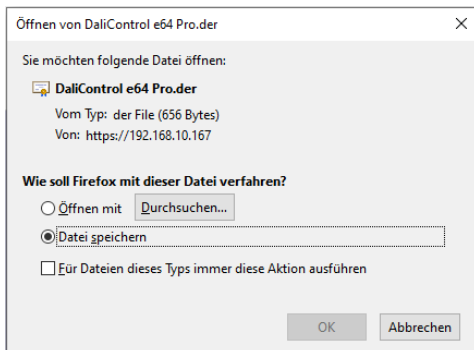 Öffnen von DaliControl e64 Pro.der
Sie möchten folgende Datei öffnen:
DaliControl e64 Pro.der
Vom Typ: der File (656 Bytes)
Von: https://192.168.10.167
Wie soll Firefox mit dieser Datei verfahren?
Öffnen mit Durchsuchen...
Datei speichern
Für Dateien dieses Typs immer diese Aktion ausführen
OK Abbrechen